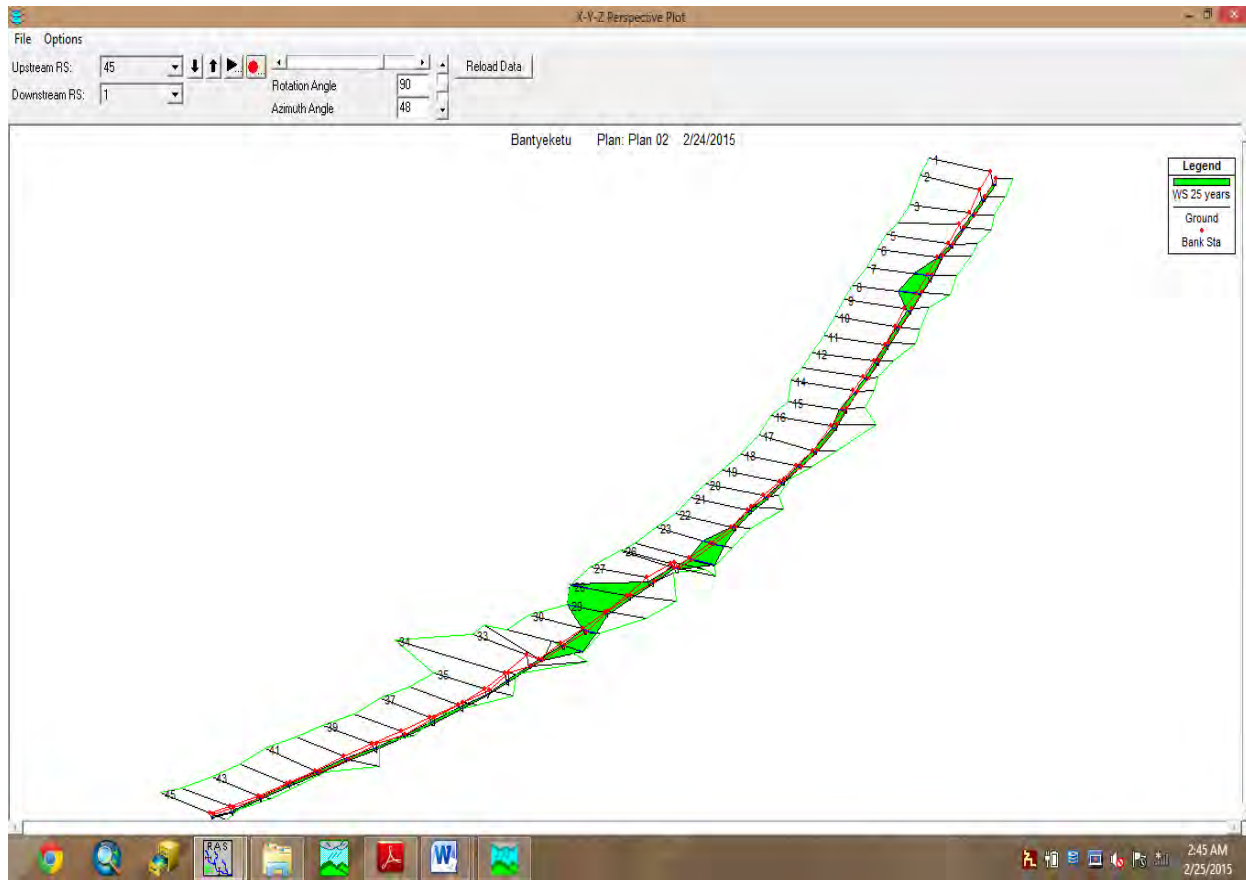 X-Y-Z Perspective Plot
File Options
Upstream RS: 45
Downstream RS: 1
Rotation Angle 90
Azimuth Angle 48
Reload Data
Bantyeketu Plan: Plan 02 2/24/2015
Legend
WS 25 years
Ground
Bank Sta
1
2
3
5
6
7
8
9
10
11
12
14
15
16
17
18
19
20
21
22
23
26
27
28
29
30
33
34
35
37
39
41
43
45
RAS
2:45 AM
2/25/2015